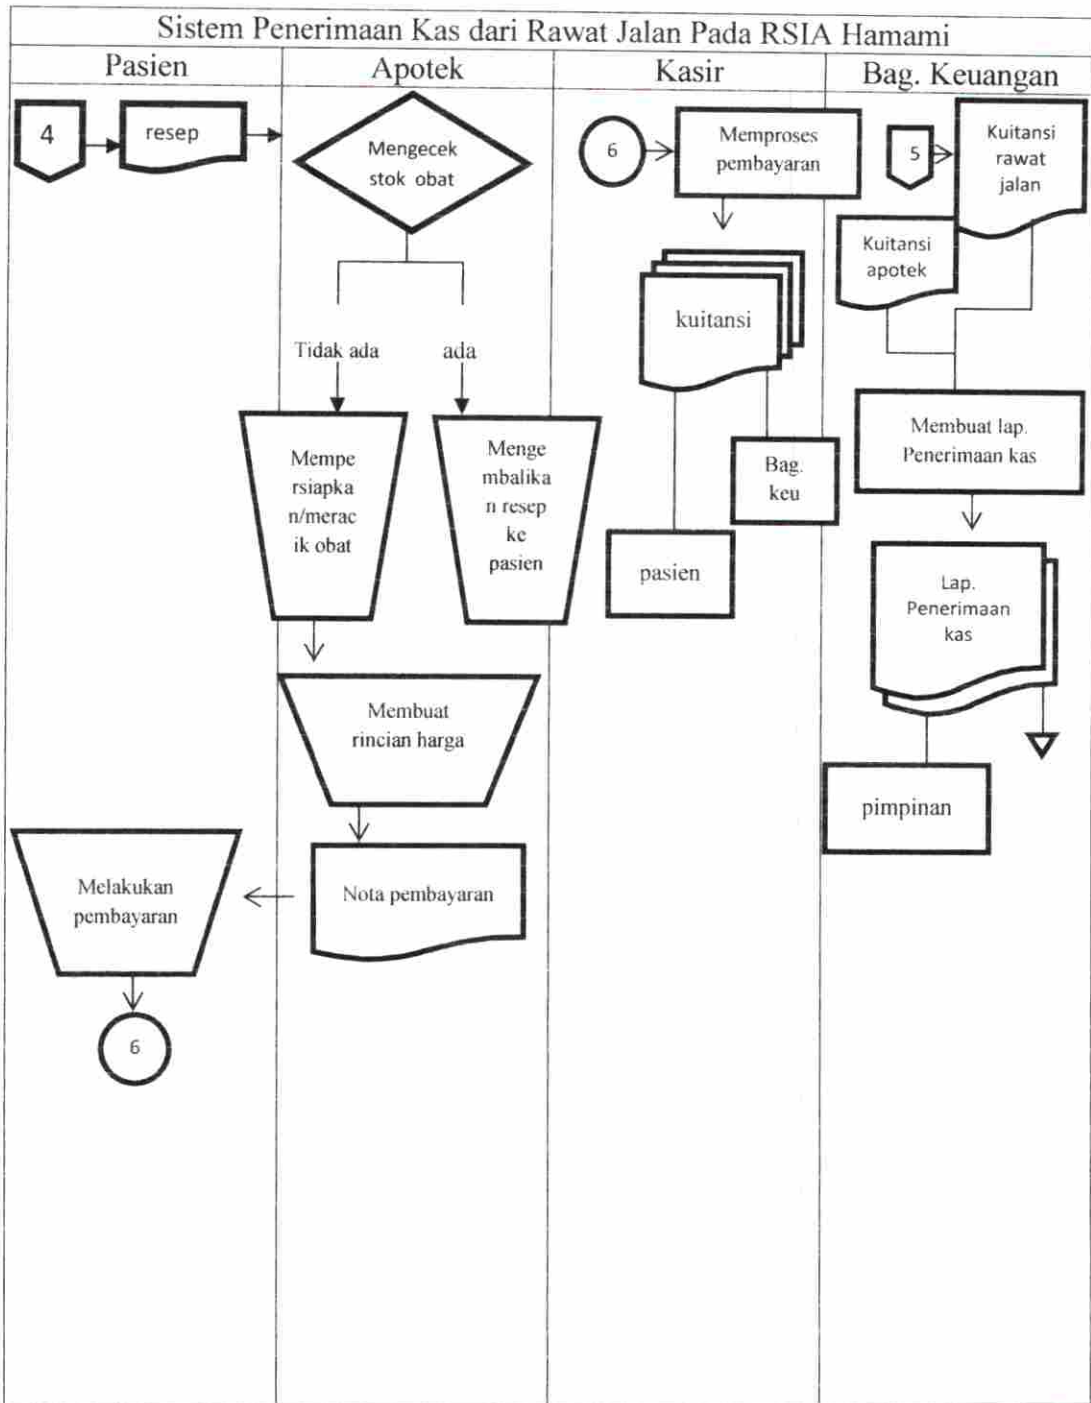 Sistem Penerimaan Kas dari Rawat Jalan Pada RSIA Hamami
Pasien
Apotek
Kasir
Bag. Keuangan
4
resep
Mengecek
stok obat
Tidak ada
ada
Mempe
rsiapka
n/merac
ik obat
Menge
mbalika
n resep
ke
pasien
Membuat
rincian harga
Nota pembayaran
Melakukan
pembayaran
6
6
Memproses
pembayaran
kuitansi
Bag.
keu
pasien
5
Kuitansi
rawat
jalan
Kuitansi
apotek
Membuat lap.
Penerimaan kas
Lap.
Penerimaan
kas
pimpinan